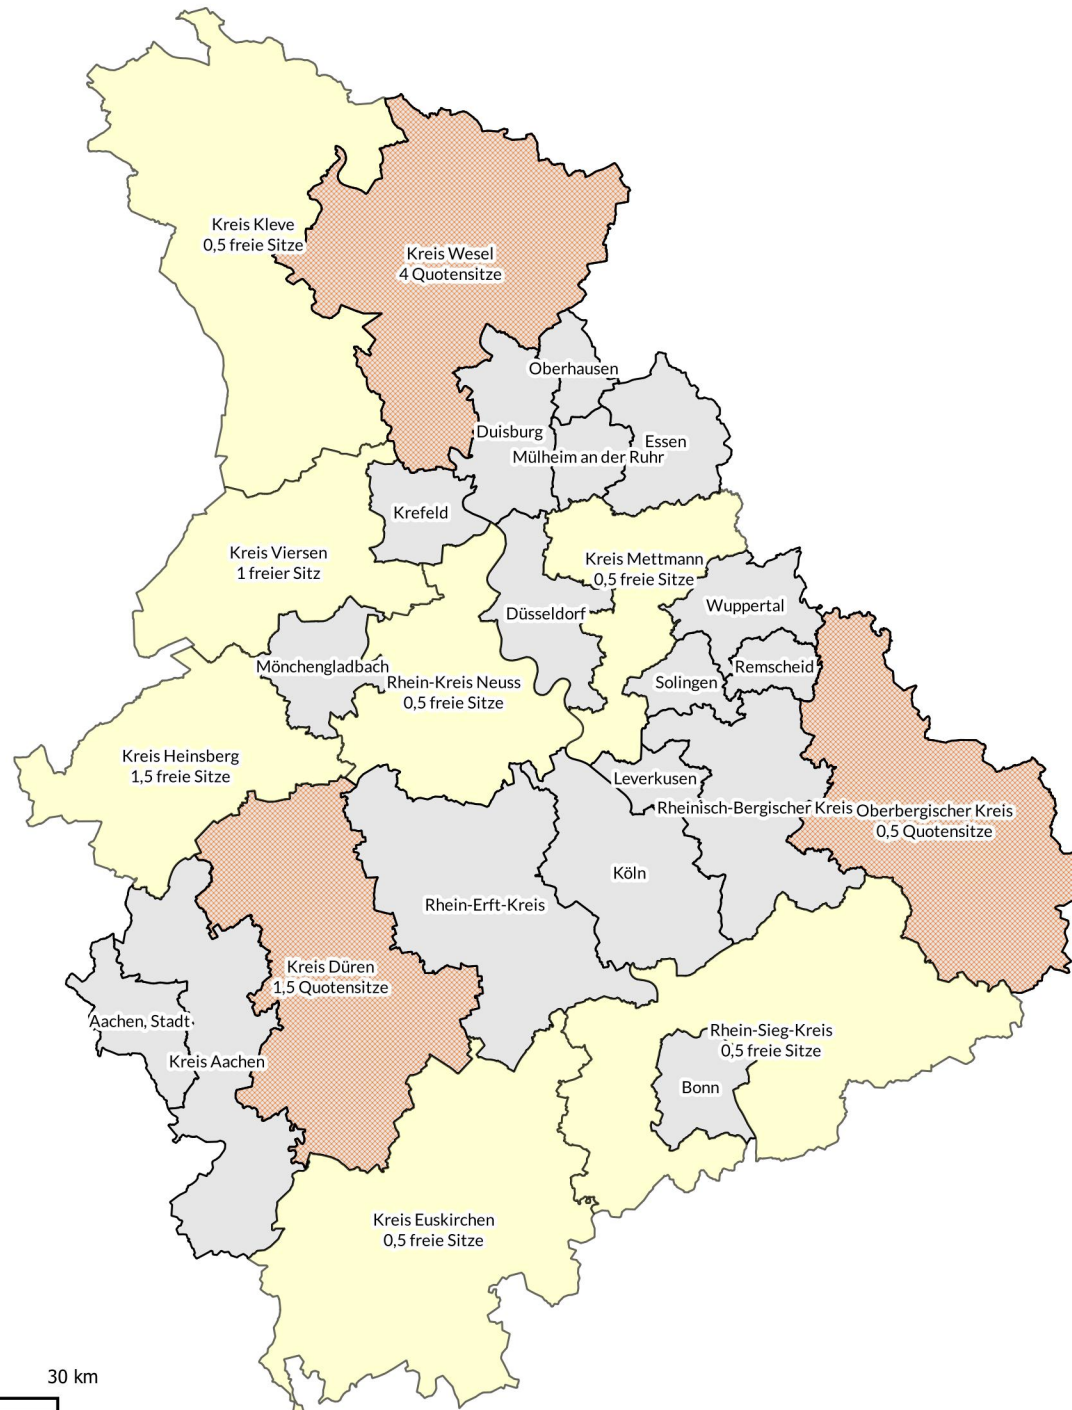 Kreis Kleve
0,5 freie Sitze
Kreis Wesel
4 Quotensitze
Oberhausen
Duisburg
Essen
Mülheim an der Ruhr
Krefeld
Kreis Viersen
1 freier Sitz
Kreis Mettmann
0,5 freie Sitze
Düsseldorf
Wuppertal
Mönchengladbach
Remscheid
Rhein-Kreis Neuss
0,5 freie Sitze
Solingen
Kreis Heinsberg
1,5 freie Sitze
Leverkusen
Rheinisch-Bergischer Kreis
Oberbergischer Kreis
0,5 Quotensitze
Köln
Rhein-Erft-Kreis
Kreis Düren
1,5 Quotensitze
Aachen, Stadt
Kreis Aachen
Rhein-Sieg-Kreis
0,5 freie Sitze
Bonn
Kreis Euskirchen
0,5 freie Sitze
30 km